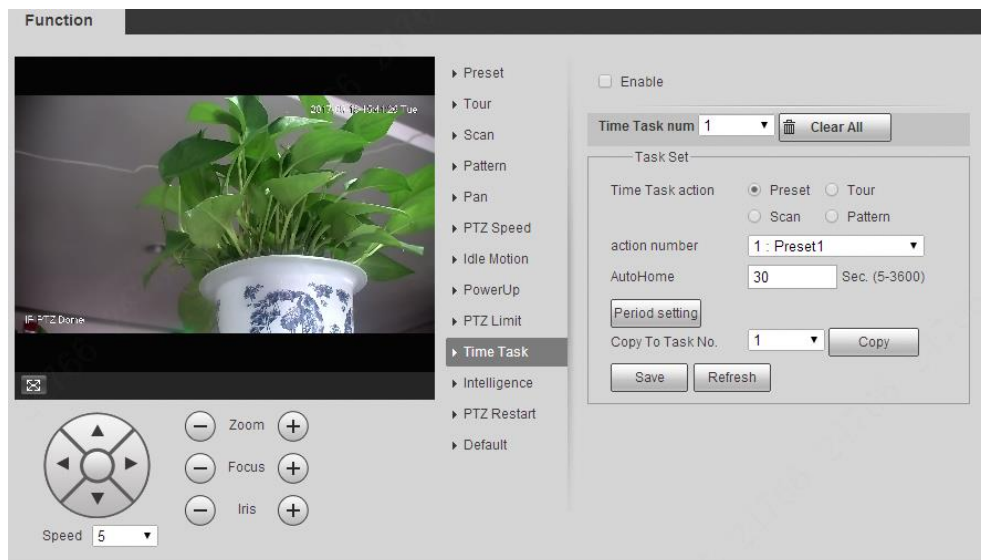 Function
Tue
IP PTZ Dome
Zoom
Focus
Iris
Speed 5
Preset
Tour
Scan
Pattern
Pan
PTZ Speed
Idle Motion
PowerUp
PTZ Limit
Time Task
Intelligence
PTZ Restart
Default
Enable
Time Task num 1 Clear All
Task Set
Time Task action Preset Tour
Scan Pattern
action number 1 : Preset1
AutoHome 30 Sec. (5-3600)
Period setting
Copy To Task No. 1 Copy
Save Refresh